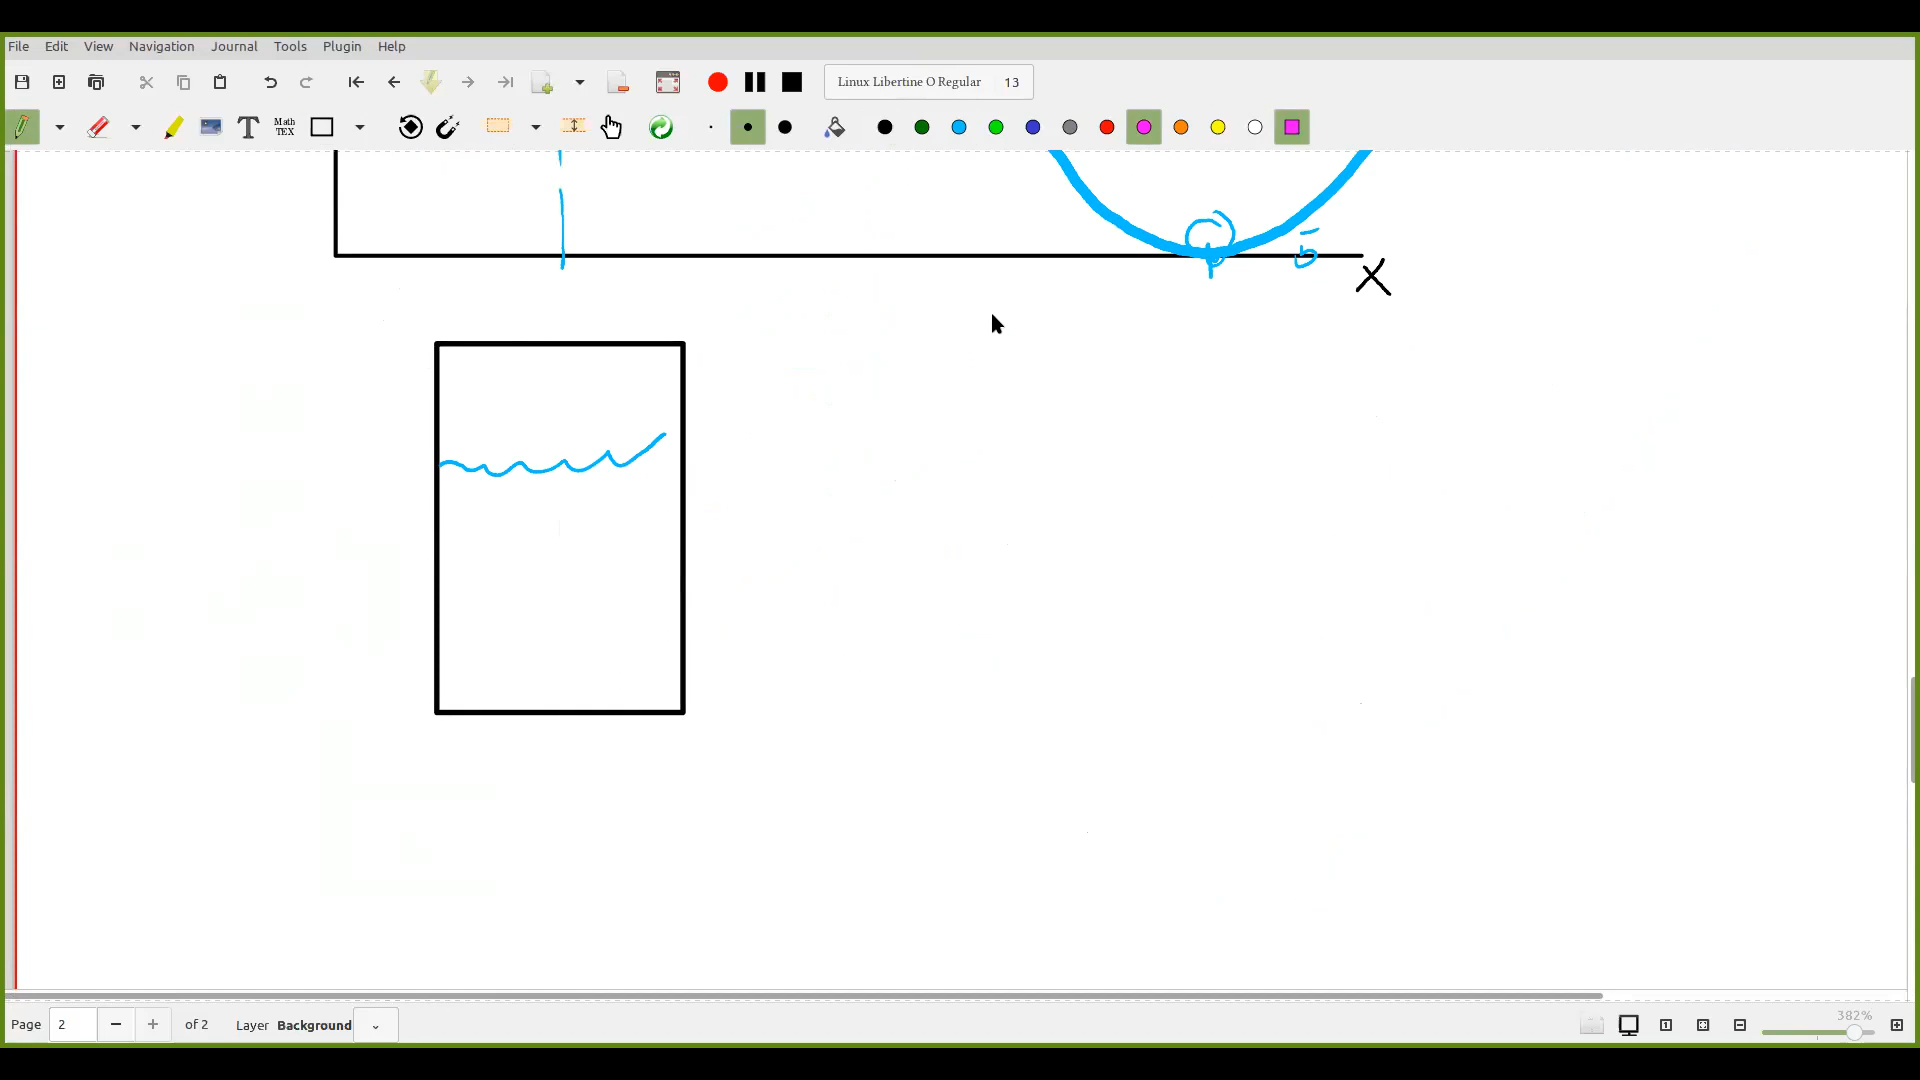 File Edit View Navigation Journal Tools Plugin Help
Linux Libertine O Regular 13
Math
TEX
5
X
Page 2 of 2 Layer Background
382%